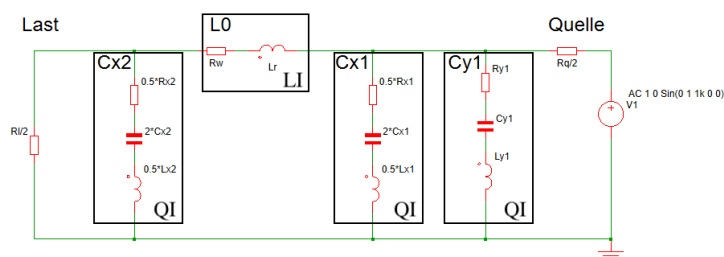 Last
L0
Quelle
Cx2
Rw
Lr
LI
Cx1
Cy1
Rq/2
0.5*Rx2
0.5*Rx1
Ry1
AC 1 0 Sin(0 1 1k 0 0)
V1
Rl/2
2*Cx2
2*Cx1
Cy1
0.5*Lx2
0.5*Lx1
Ly1
QI
QI
QI